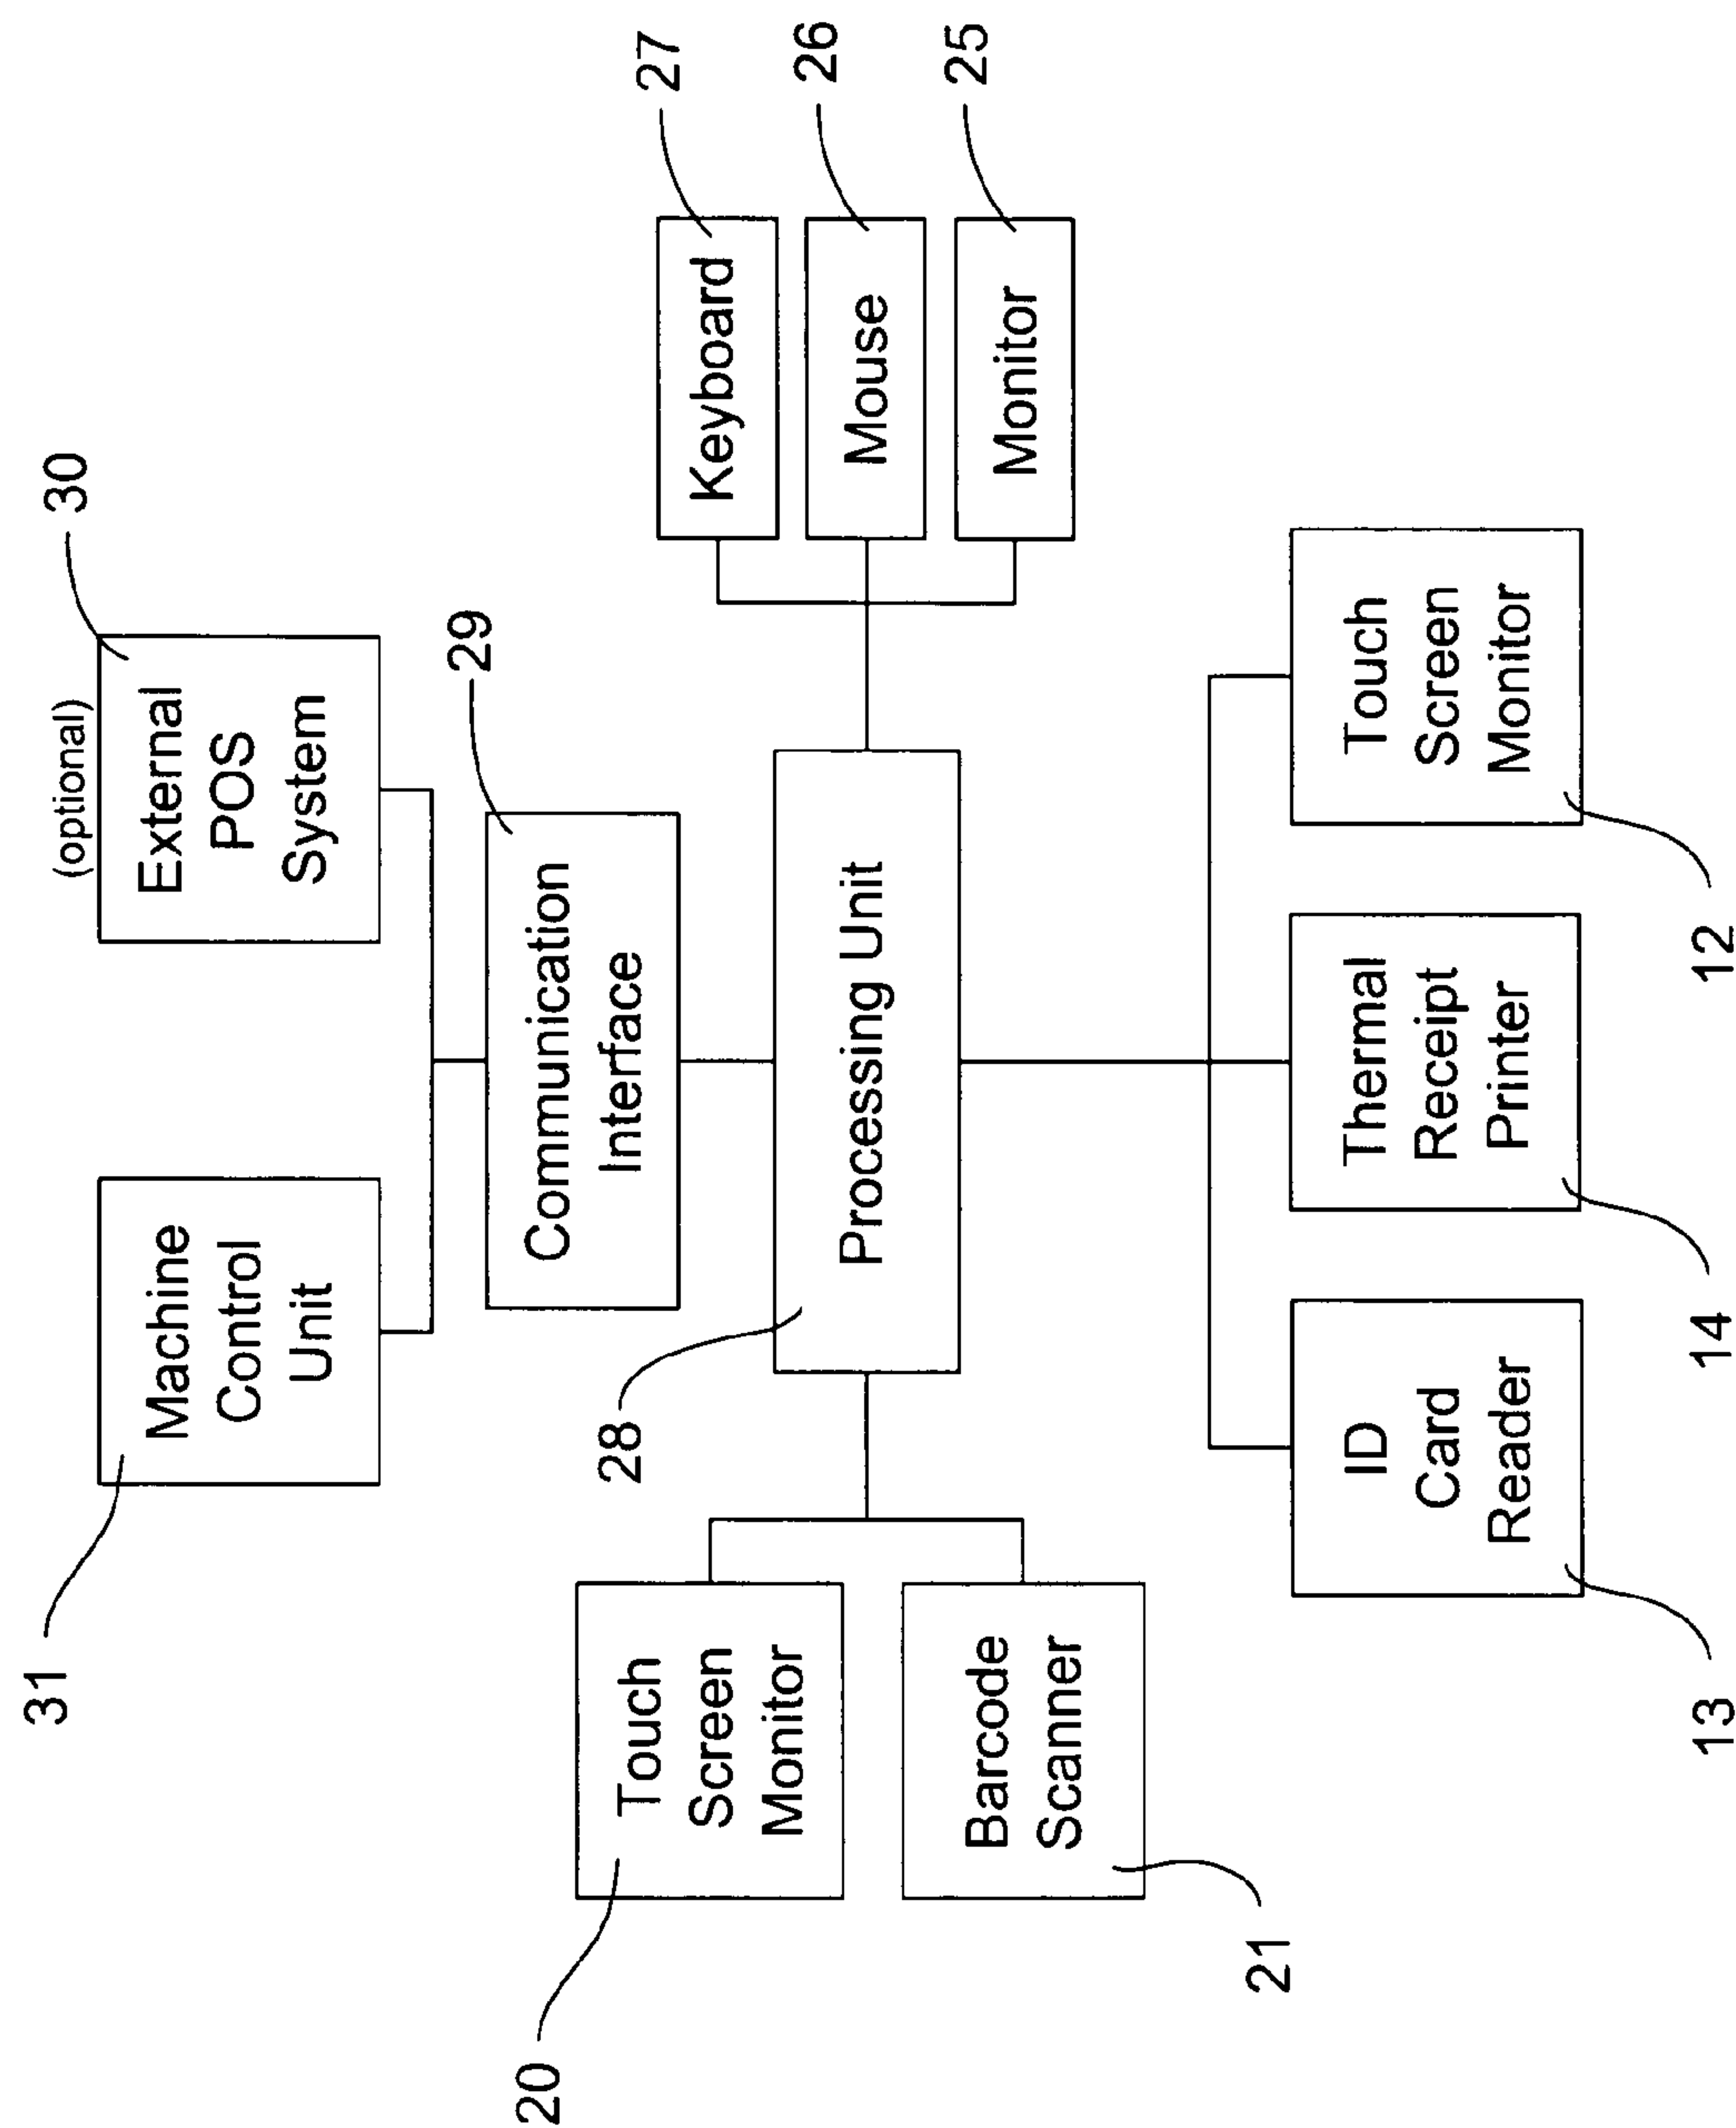 31
Machine
Control
Unit
(optional)
External
POS
System
30
29
Communication
Interface
28
Processing Unit
20
Touch
Screen
Monitor
21
Barcode
Scanner
Keyboard
27
Mouse
26
Monitor
25
ID
Card
Reader
13
Thermal
Receipt
Printer
14
Touch
Screen
Monitor
12